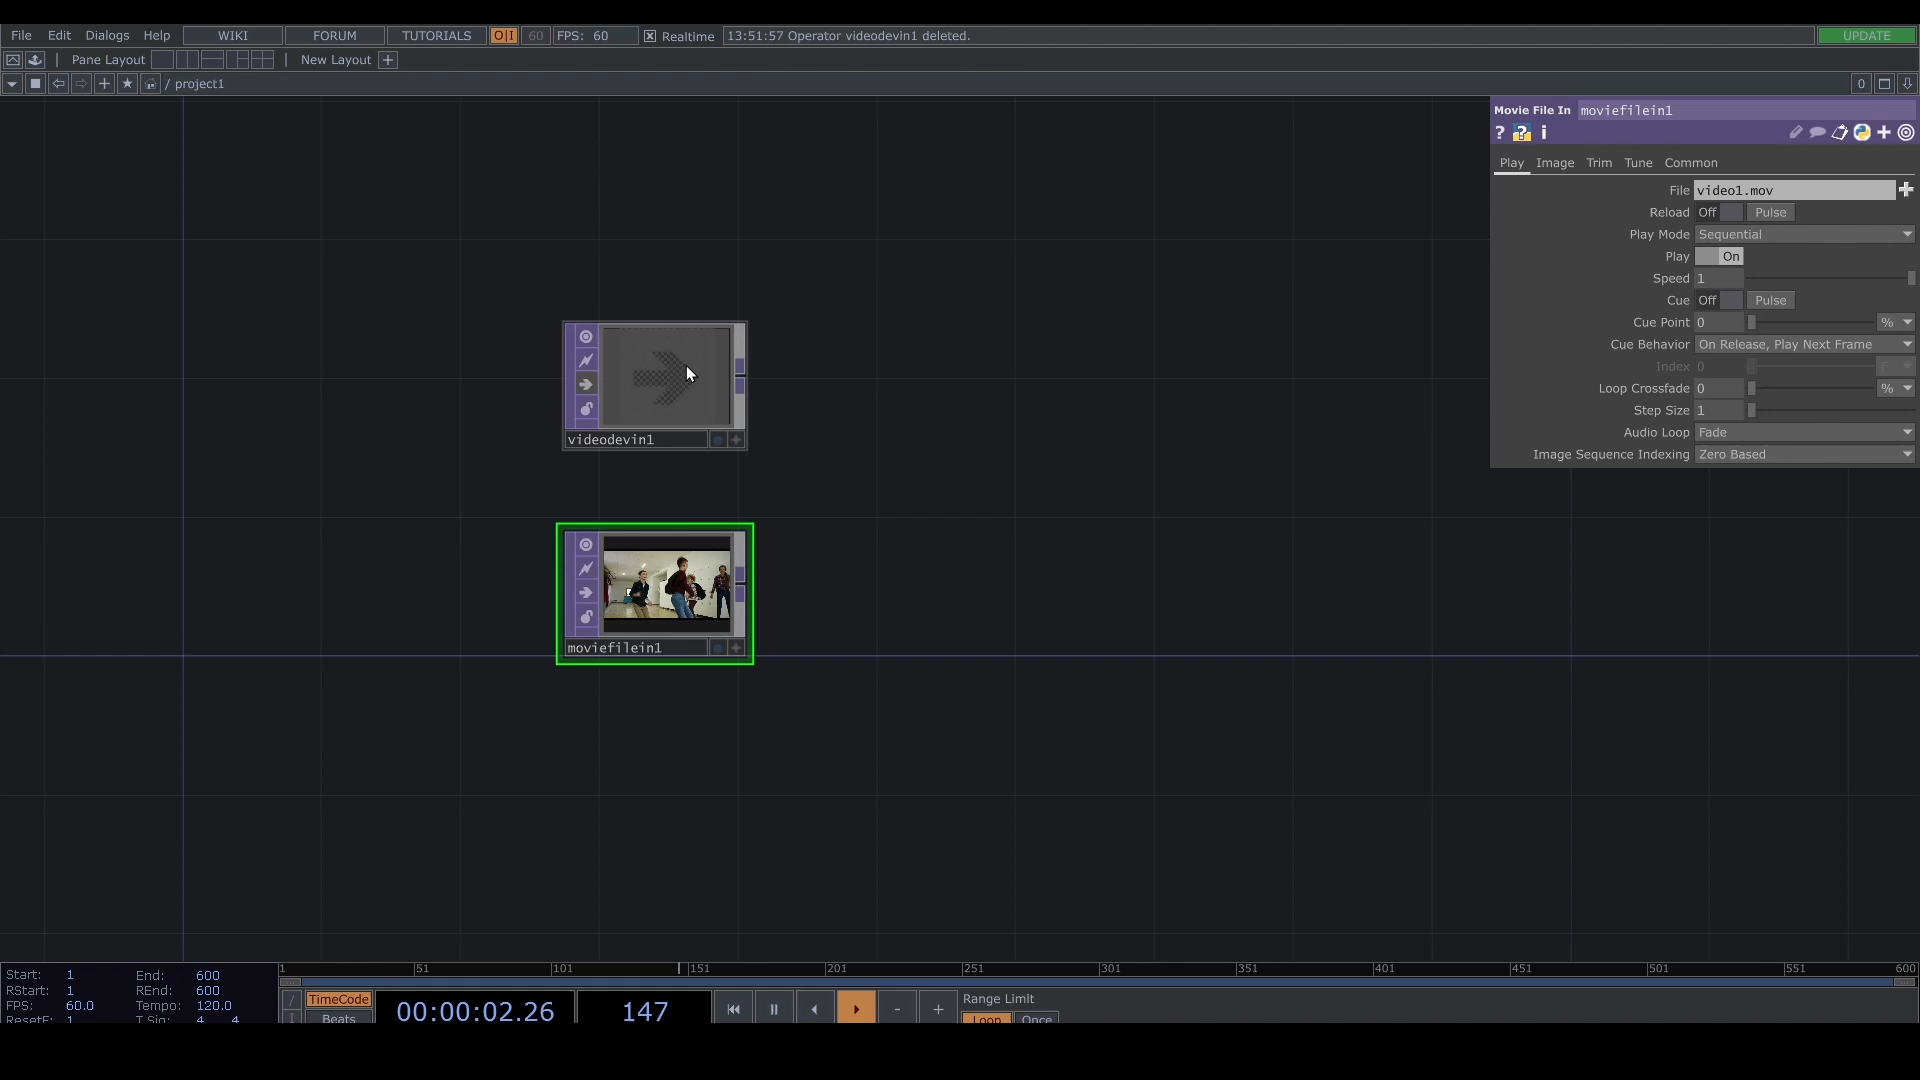 File Edit Dialogs Help WIKI FORUM TUTORIALS O|I 60 FPS: 60 Realtime 13:51:57 Operator videodevin1 deleted. UPDATE
Pane Layout New Layout +
/ project1 0
Movie File In moviefilein1
? ? i
Play Image Trim Tune Common
File video1.mov
Reload Off Pulse
Play Mode Sequential
Play On
Speed 1
Cue Off Pulse
Cue Point 0 %
Cue Behavior On Release, Play Next Frame
Index 0 F
Loop Crossfade 0 %
Step Size 1
Audio Loop Fade
Image Sequence Indexing Zero Based
videodevin1
moviefilein1
1 51 101 151 201 251 301 351 401 451 501 551 600
Start: 1 End: 600
RStart: 1 REnd: 600
FPS: 60.0 Tempo: 120.0
ResetF: 1 T Sig: 4 4
/ TimeCode 00:00:02.26 147 - + Range Limit
I Beats Loop Once